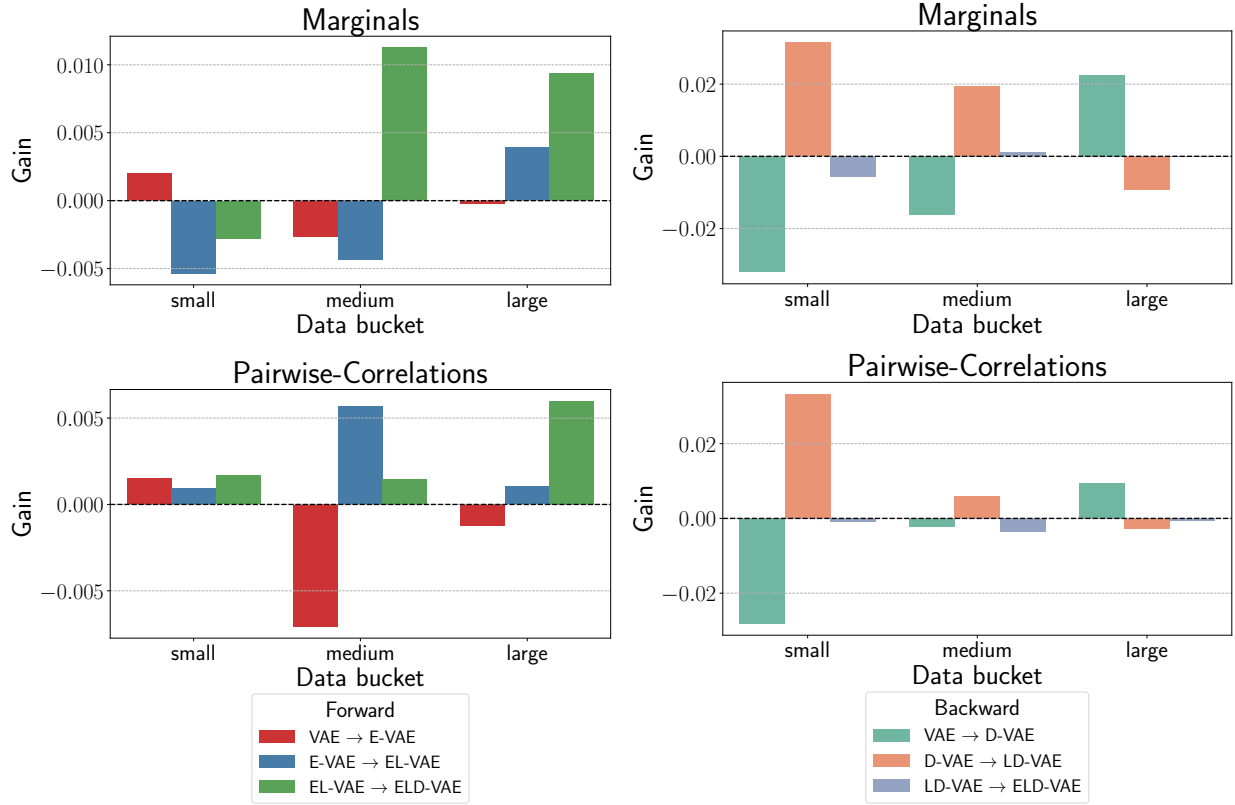 Marginals
0.010
0.005
0.000
−0.005
Gain
small medium large
Data bucket
Marginals
0.02
0.00
−0.02
Gain
small medium large
Data bucket
Pairwise-Correlations
0.005
0.000
−0.005
Gain
small medium large
Data bucket
Pairwise-Correlations
0.02
0.00
−0.02
Gain
small medium large
Data bucket
Forward
VAE → E-VAE
E-VAE → EL-VAE
EL-VAE → ELD-VAE
Backward
VAE → D-VAE
D-VAE → LD-VAE
LD-VAE → ELD-VAE